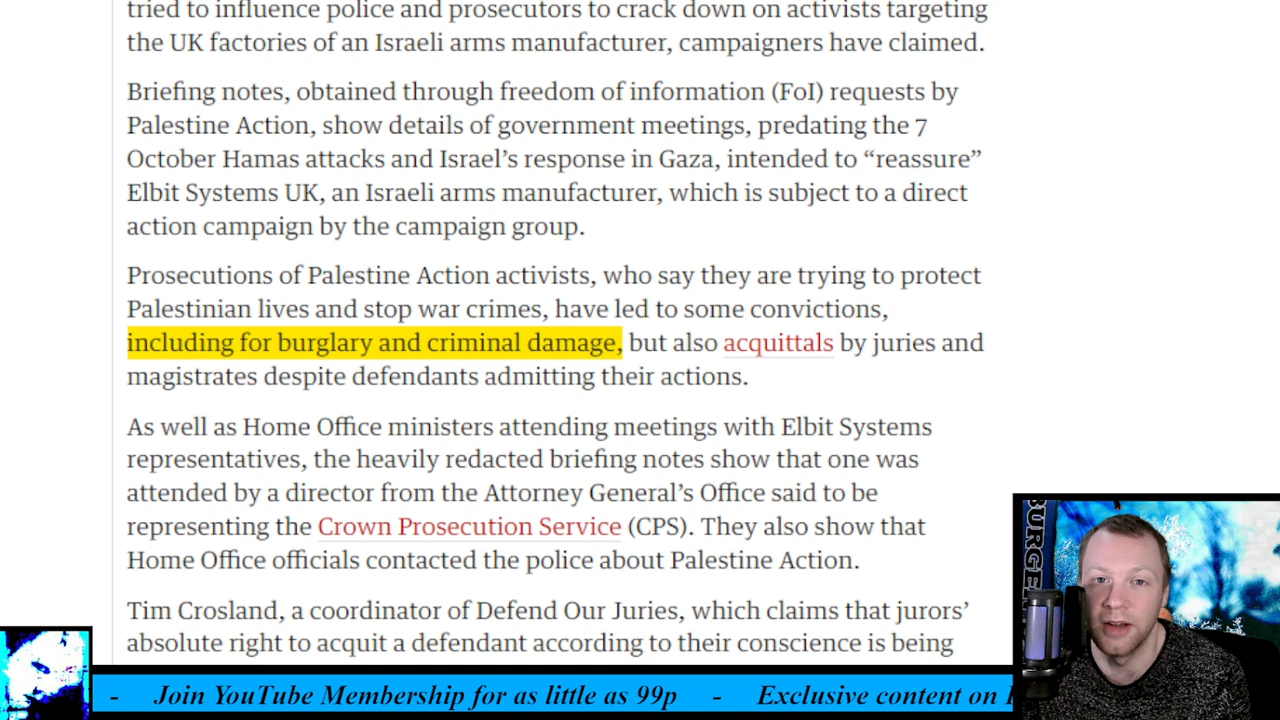 tried to influence police and prosecutors to crack down on activists targeting
the UK factories of an Israeli arms manufacturer, campaigners have claimed.
Briefing notes, obtained through freedom of information (FoI) requests by
Palestine Action, show details of government meetings, predating the 7
October Hamas attacks and Israel’s response in Gaza, intended to “reassure”
Elbit Systems UK, an Israeli arms manufacturer, which is subject to a direct
action campaign by the campaign group.
Prosecutions of Palestine Action activists, who say they are trying to protect
Palestinian lives and stop war crimes, have led to some convictions,
including for burglary and criminal damage, but also acquittals by juries and
magistrates despite defendants admitting their actions.
As well as Home Office ministers attending meetings with Elbit Systems
representatives, the heavily redacted briefing notes show that one was
attended by a director from the Attorney General’s Office said to be
representing the Crown Prosecution Service (CPS). They also show that
Home Office officials contacted the police about Palestine Action.
Tim Crosland, a coordinator of Defend Our Juries, which claims that jurors’
absolute right to acquit a defendant according to their conscience is being
- Join YouTube Membership for as little as 99p - Exclusive content on